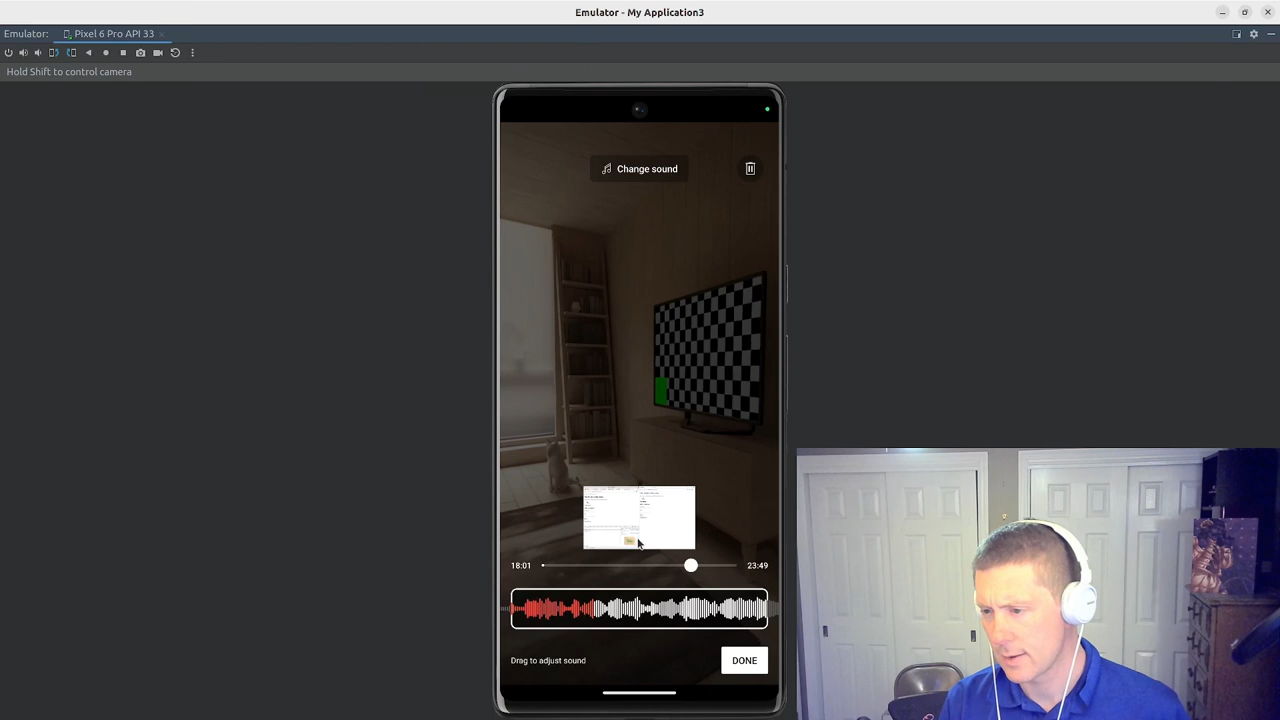 Emulator - My Application3
Emulator:
Pixel 6 Pro API 33
Hold Shift to control camera
Change sound
18:01
23:49
Drag to adjust sound
DONE